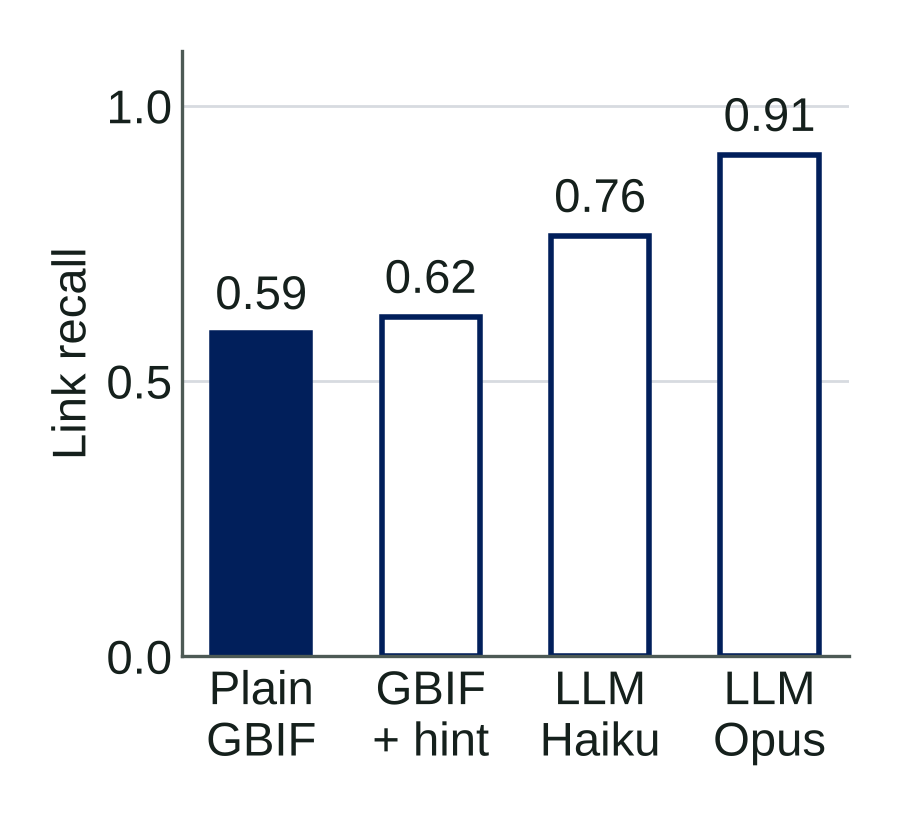 Link recall
1.0
0.5
0.0
0.59
0.62
0.76
0.91
Plain
GBIF
GBIF
+ hint
LLM
Haiku
LLM
Opus